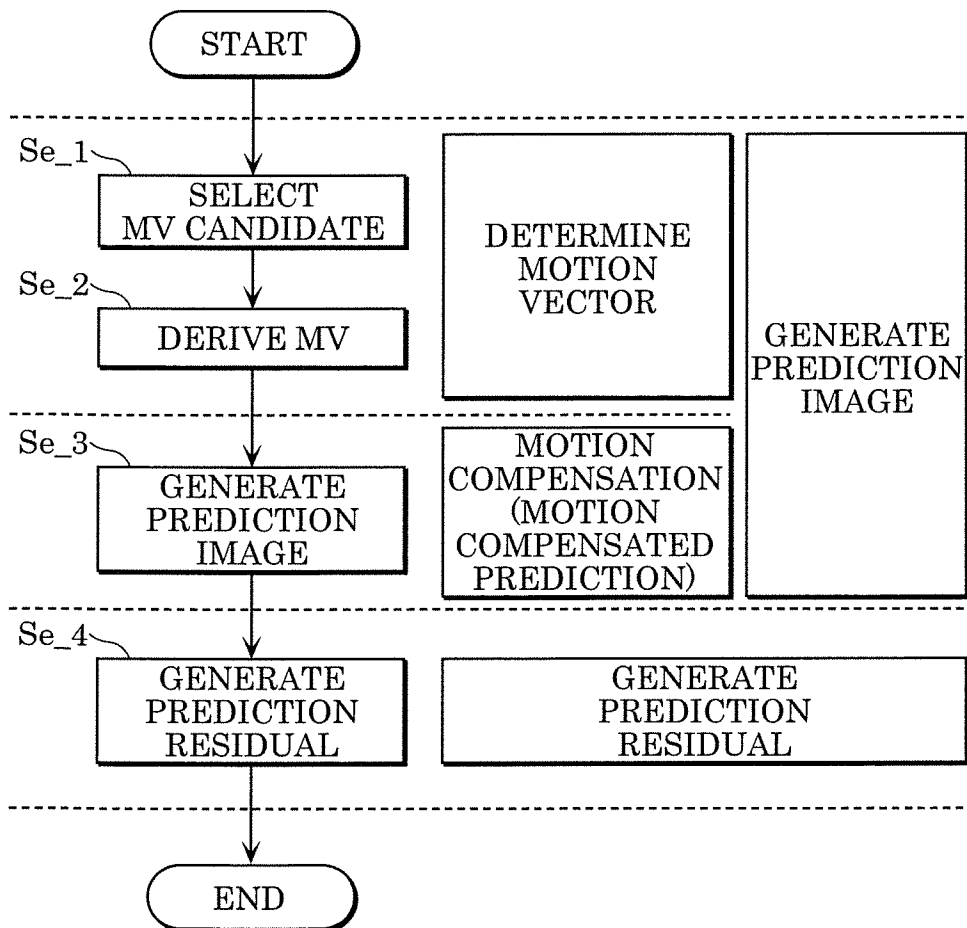 START
Se_1
SELECT
MV CANDIDATE
Se_2
DERIVE MV
DETERMINE
MOTION
VECTOR
GENERATE
PREDICTION
IMAGE
Se_3
GENERATE
PREDICTION
IMAGE
MOTION
COMPENSATION
(MOTION
COMPENSATED
PREDICTION)
Se_4
GENERATE
PREDICTION
RESIDUAL
GENERATE
PREDICTION
RESIDUAL
END